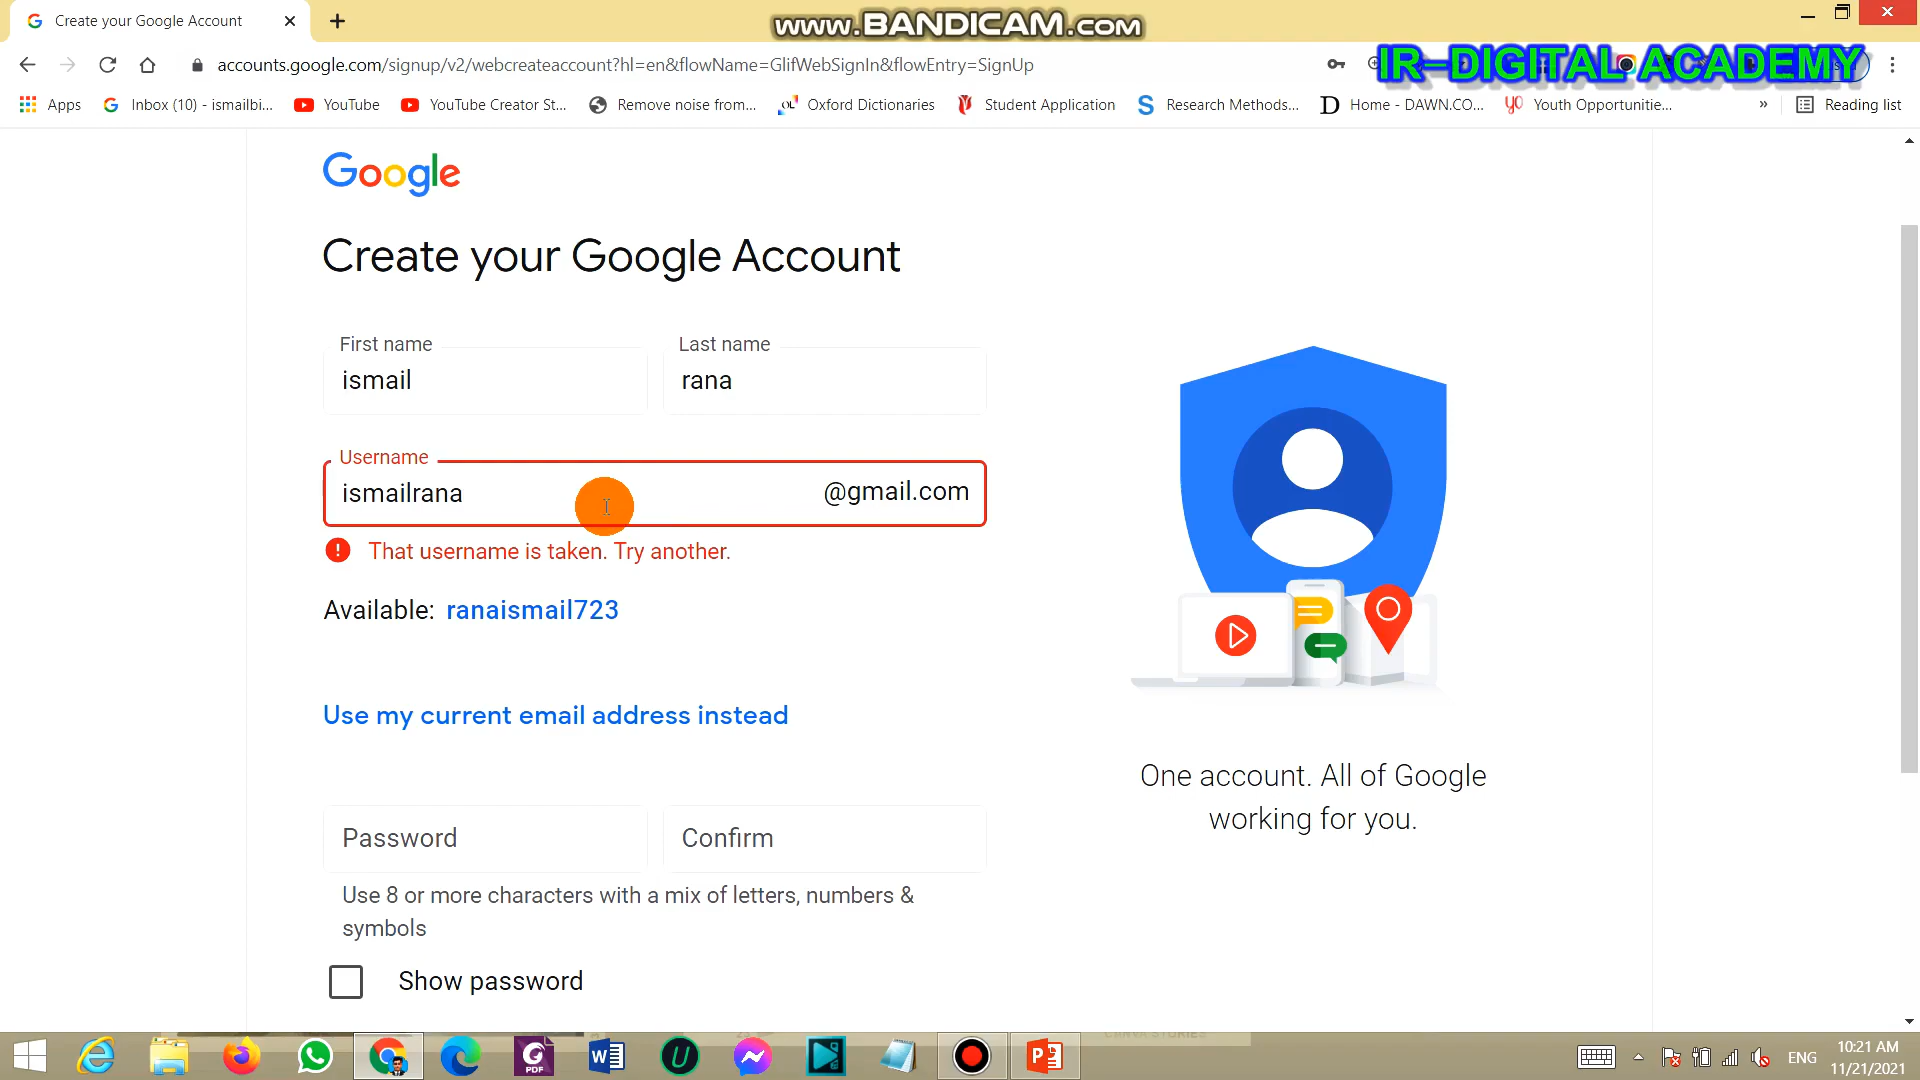 Create your Google Account
www.BANDICAM.com
accounts.google.com/signup/v2/webcreateaccount?hl=en&flowName=GlifWebSignIn&flowEntry=SignUp
IR-DIGITAL ACADEMY
Apps
Inbox (10) - ismailbi...
YouTube
YouTube Creator St...
Remove noise from...
Oxford Dictionaries
Student Application
Research Methods...
Home - DAWN.CO...
Youth Opportunitie...
»
Reading list
Google
Create your Google Account
First name
Last name
ismail
rana
Username
ismailrana
@gmail.com
That username is taken. Try another.
Available: ranaismail723
Use my current email address instead
Password
Confirm
Use 8 or more characters with a mix of letters, numbers &
symbols
Show password
One account. All of Google
working for you.
ENG
10:21 AM
11/21/2021